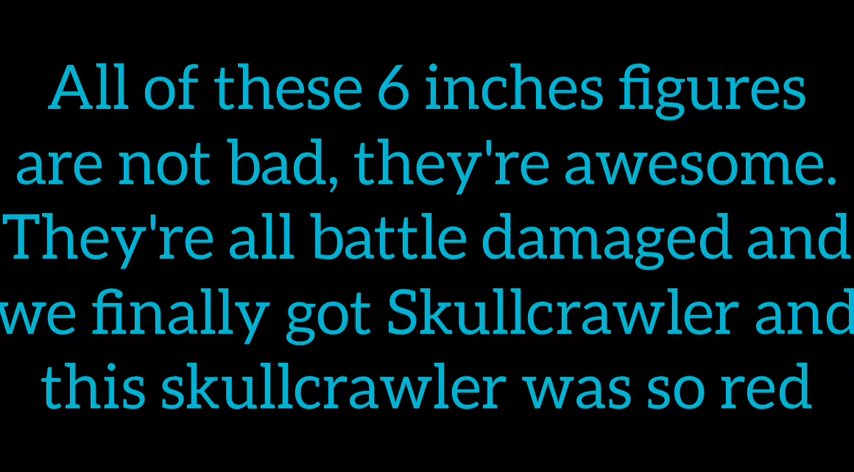 All of these 6 inches figures
are not bad, they're awesome.
They're all battle damaged and
we finally got Skullcrawler and
this skullcrawler was so red